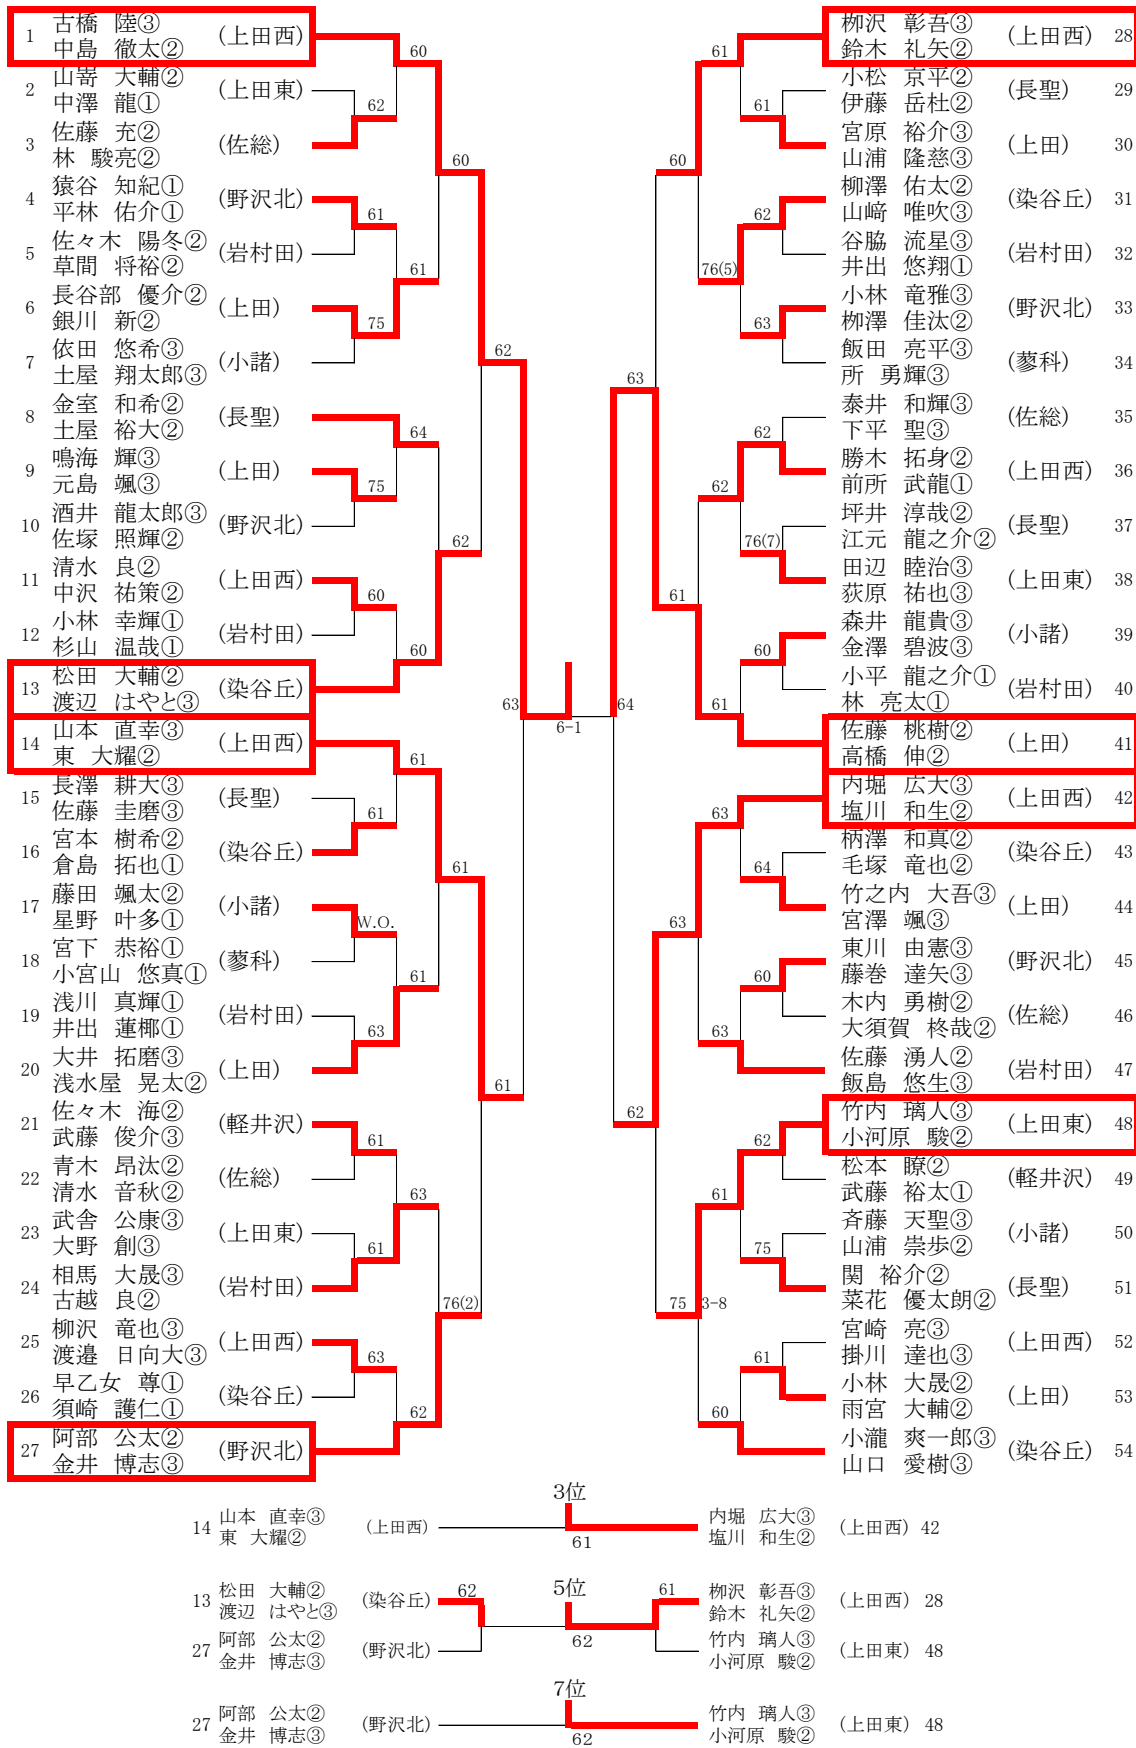 1 古橋 陸③ 中島 徹太② (上田西)
2 山嵜 大輔② 中澤 龍① (上田東)
3 佐藤 充② 林 駿亮② (佐総)
4 猿谷 知紀① 平林 佑介① (野沢北)
5 佐々木 陽冬② 草間 将裕② (岩村田)
6 長谷部 優介② 銀川 新② (上田)
7 依田 悠希③ 土屋 翔太郎③ (小諸)
8 金室 和希② 土屋 裕大② (長聖)
9 鳴海 輝③ 元島 颯③ (上田)
10 酒井 龍太郎③ 佐塚 照輝② (野沢北)
11 清水 良② 中沢 祐策② (上田西)
12 小林 幸輝① 杉山 温哉① (岩村田)
13 松田 大輔② 渡辺 はやと③ (染谷丘)
14 山本 直幸③ 東 大耀② (上田西)
15 長澤 耕大③ 佐藤 圭磨③ (長聖)
16 宮本 樹希② 倉島 拓也① (染谷丘)
17 藤田 颯太② 星野 叶多① (小諸)
18 宮下 恭裕① 小宮山 悠真① (蓼科)
19 浅川 真輝① 井出 蓮椰① (岩村田)
20 大井 拓磨③ 浅水屋 晃太② (上田)
21 佐々木 海② 武藤 俊介③ (軽井沢)
22 青木 昂汰② 清水 音秋② (佐総)
23 武舎 公康③ 大野 創③ (上田東)
24 相馬 大晟③ 古越 良② (岩村田)
25 柳沢 竜也③ 渡邉 日向大③ (上田西)
26 早乙女 尊① 須崎 護仁① (染谷丘)
27 阿部 公太② 金井 博志③ (野沢北)
60
62
60
61
61
75
62
64
75
62
60
60
63
61
61
61
W.O.
61
63
61
61
63
61
76(2)
63
62
6-1
61
61
60
62
76(5)
63
63
62
62
76(7)
61
60
61
64
63
64
63
60
63
62
62
61
75
75
3-8
61
60
柳沢 彰吾③ 鈴木 礼矢② (上田西) 28
小松 京平② 伊藤 岳杜② (長聖) 29
宮原 裕介③ 山浦 隆慈③ (上田) 30
柳澤 佑太② 山﨑 唯吹③ (染谷丘) 31
谷脇 流星③ 井出 悠翔① (岩村田) 32
小林 竜雅③ 柳澤 佳汰② (野沢北) 33
飯田 亮平③ 所 勇輝③ (蓼科) 34
泰井 和輝③ 下平 聖③ (佐総) 35
勝木 拓身② 前所 武龍① (上田西) 36
坪井 淳哉② 江元 龍之介② (長聖) 37
田辺 睦治③ 荻原 祐也③ (上田東) 38
森井 龍貴③ 金澤 碧波③ (小諸) 39
小平 龍之介① 林 亮太① (岩村田) 40
佐藤 桃樹② 高橋 伸② (上田) 41
内堀 広大③ 塩川 和生② (上田西) 42
柄澤 和真② 毛塚 竜也② (染谷丘) 43
竹之内 大吾③ 宮澤 颯③ (上田) 44
東川 由憲③ 藤巻 達矢③ (野沢北) 45
木内 勇樹② 大須賀 柊哉② (佐総) 46
佐藤 湧人② 飯島 悠生③ (岩村田) 47
竹内 璃人③ 小河原 駿② (上田東) 48
松本 瞭② 武藤 裕太① (軽井沢) 49
斉藤 天聖③ 山浦 崇歩② (小諸) 50
関 裕介② 菜花 優太朗② (長聖) 51
宮崎 亮③ 掛川 達也③ (上田西) 52
小林 大晟② 雨宮 大輔② (上田) 53
小瀧 爽一郎③ 山口 愛樹③ (染谷丘) 54
3位
14 山本 直幸③ 東 大耀② (上田西)
61
内堀 広大③ 塩川 和生② (上田西) 42
5位
13 松田 大輔② 渡辺 はやと③ (染谷丘)
62
27 阿部 公太② 金井 博志③ (野沢北)
62
61
柳沢 彰吾③ 鈴木 礼矢② (上田西) 28
竹内 璃人③ 小河原 駿② (上田東) 48
7位
27 阿部 公太② 金井 博志③ (野沢北)
62
竹内 璃人③ 小河原 駿② (上田東) 48